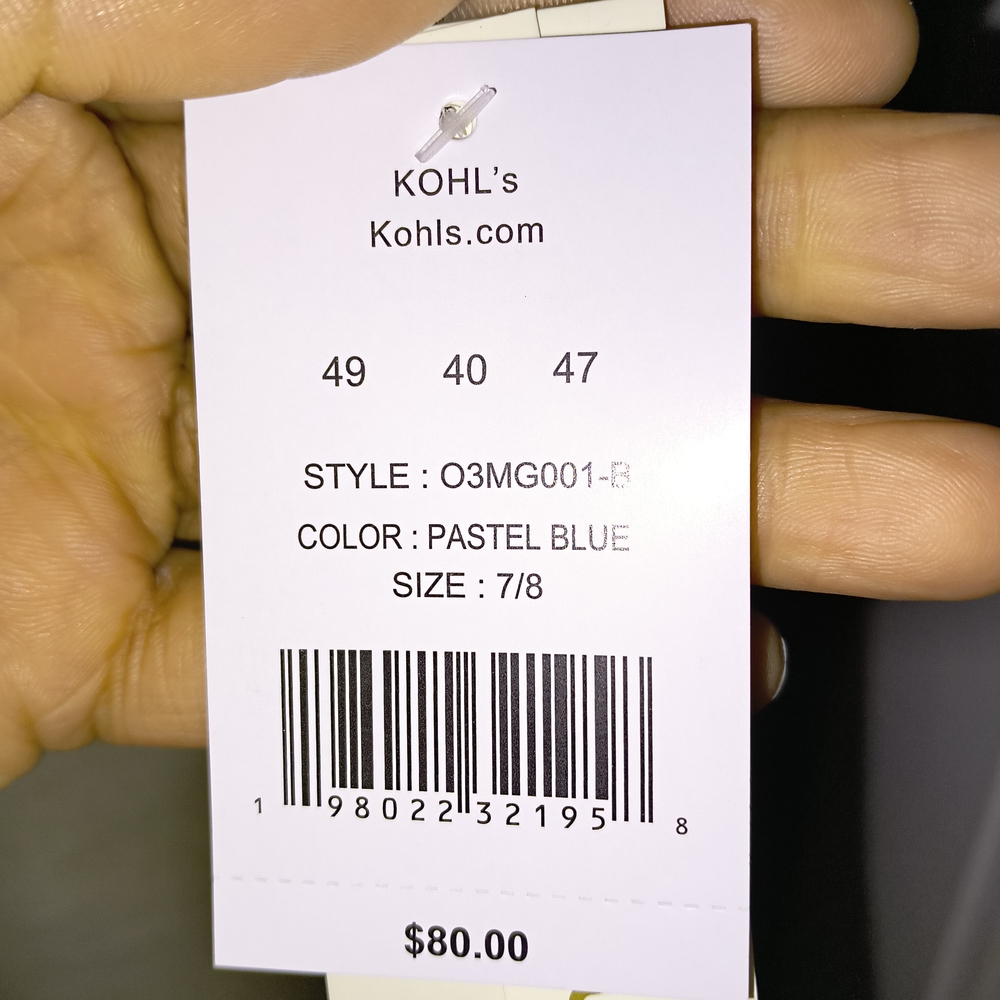 KOHL's
Kohls.com
49 40 47
STYLE : O3MG001-B
COLOR : PASTEL BLUE
SIZE : 7/8
1 98022 32195 8
$80.00